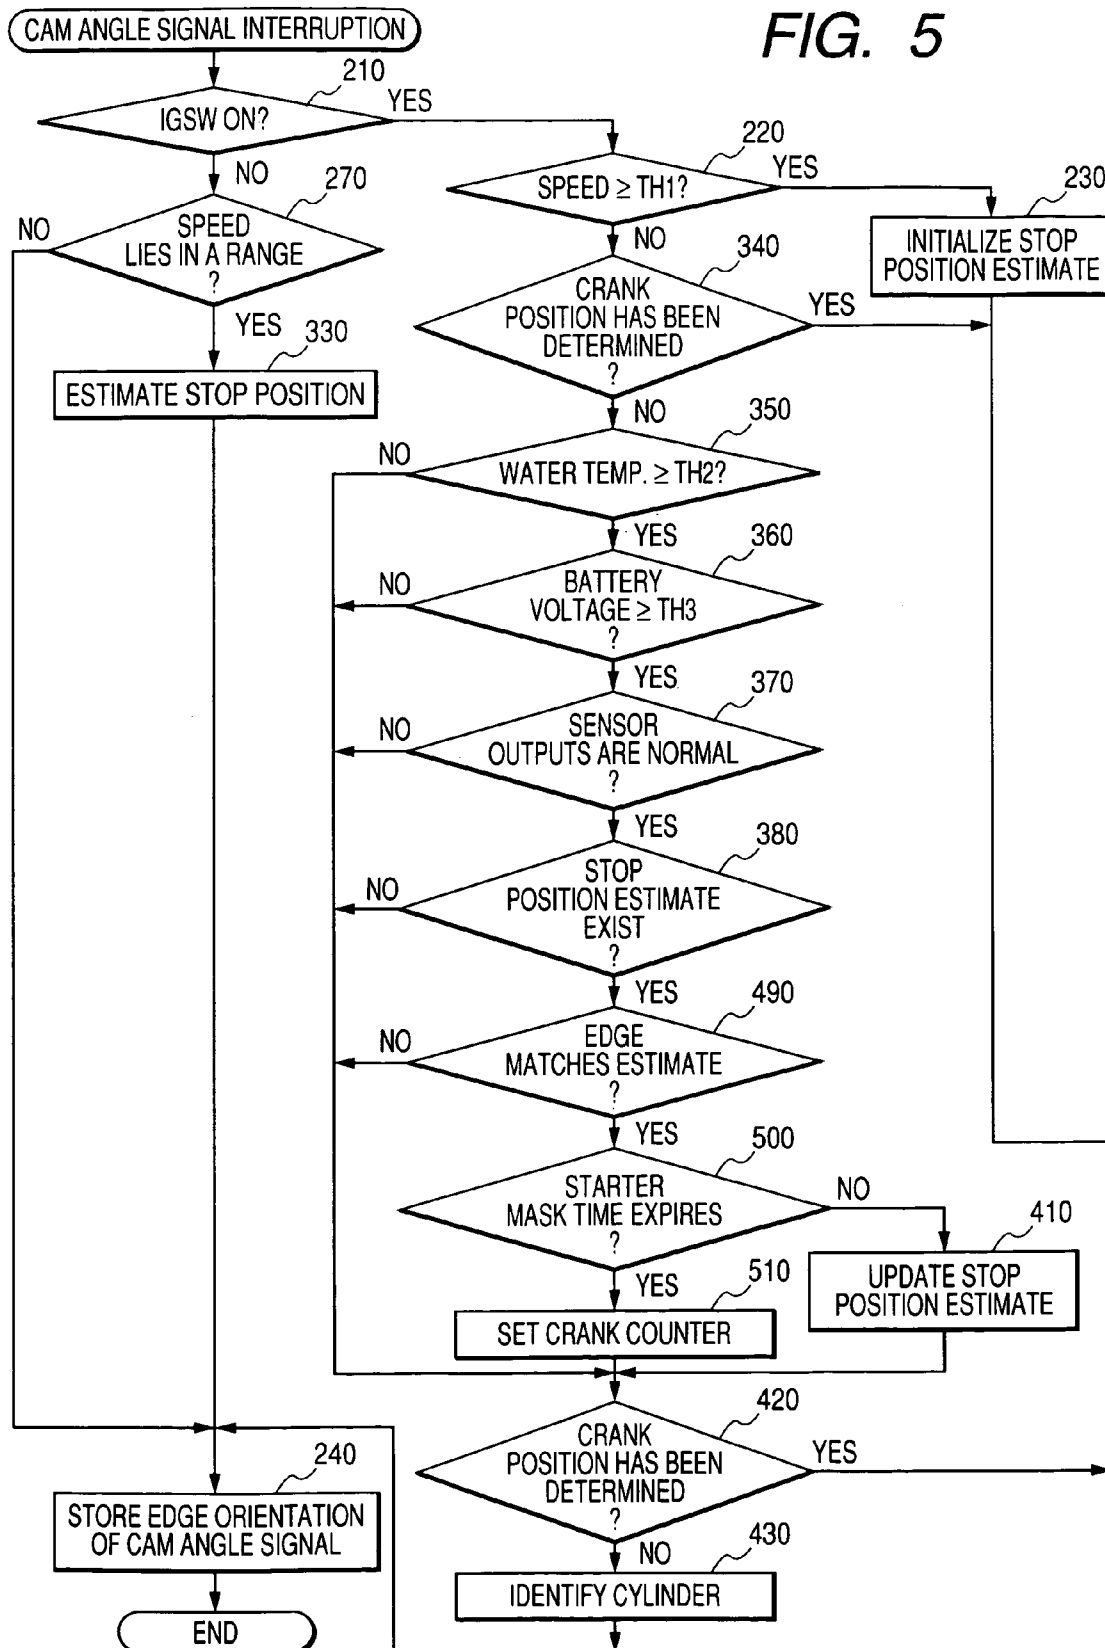 CAM ANGLE SIGNAL INTERRUPTION
FIG. 5
210
IGSW ON?
YES
NO
220
SPEED ≥ TH1?
YES
NO
230
INITIALIZE STOP
POSITION ESTIMATE
270
NO
SPEED
LIES IN A RANGE
?
YES
340
CRANK
POSITION HAS BEEN
DETERMINED
?
YES
NO
330
ESTIMATE STOP POSITION
350
NO
WATER TEMP. ≥ TH2?
YES
360
NO
BATTERY
VOLTAGE ≥ TH3
?
YES
370
NO
SENSOR
OUTPUTS ARE NORMAL
?
YES
380
NO
STOP
POSITION ESTIMATE
EXIST
?
YES
490
NO
EDGE
MATCHES ESTIMATE
?
YES
500
STARTER
MASK TIME EXPIRES
?
NO
YES
410
UPDATE STOP
POSITION ESTIMATE
510
SET CRANK COUNTER
420
CRANK
POSITION HAS BEEN
DETERMINED
?
YES
NO
240
STORE EDGE ORIENTATION
OF CAM ANGLE SIGNAL
430
IDENTIFY CYLINDER
END